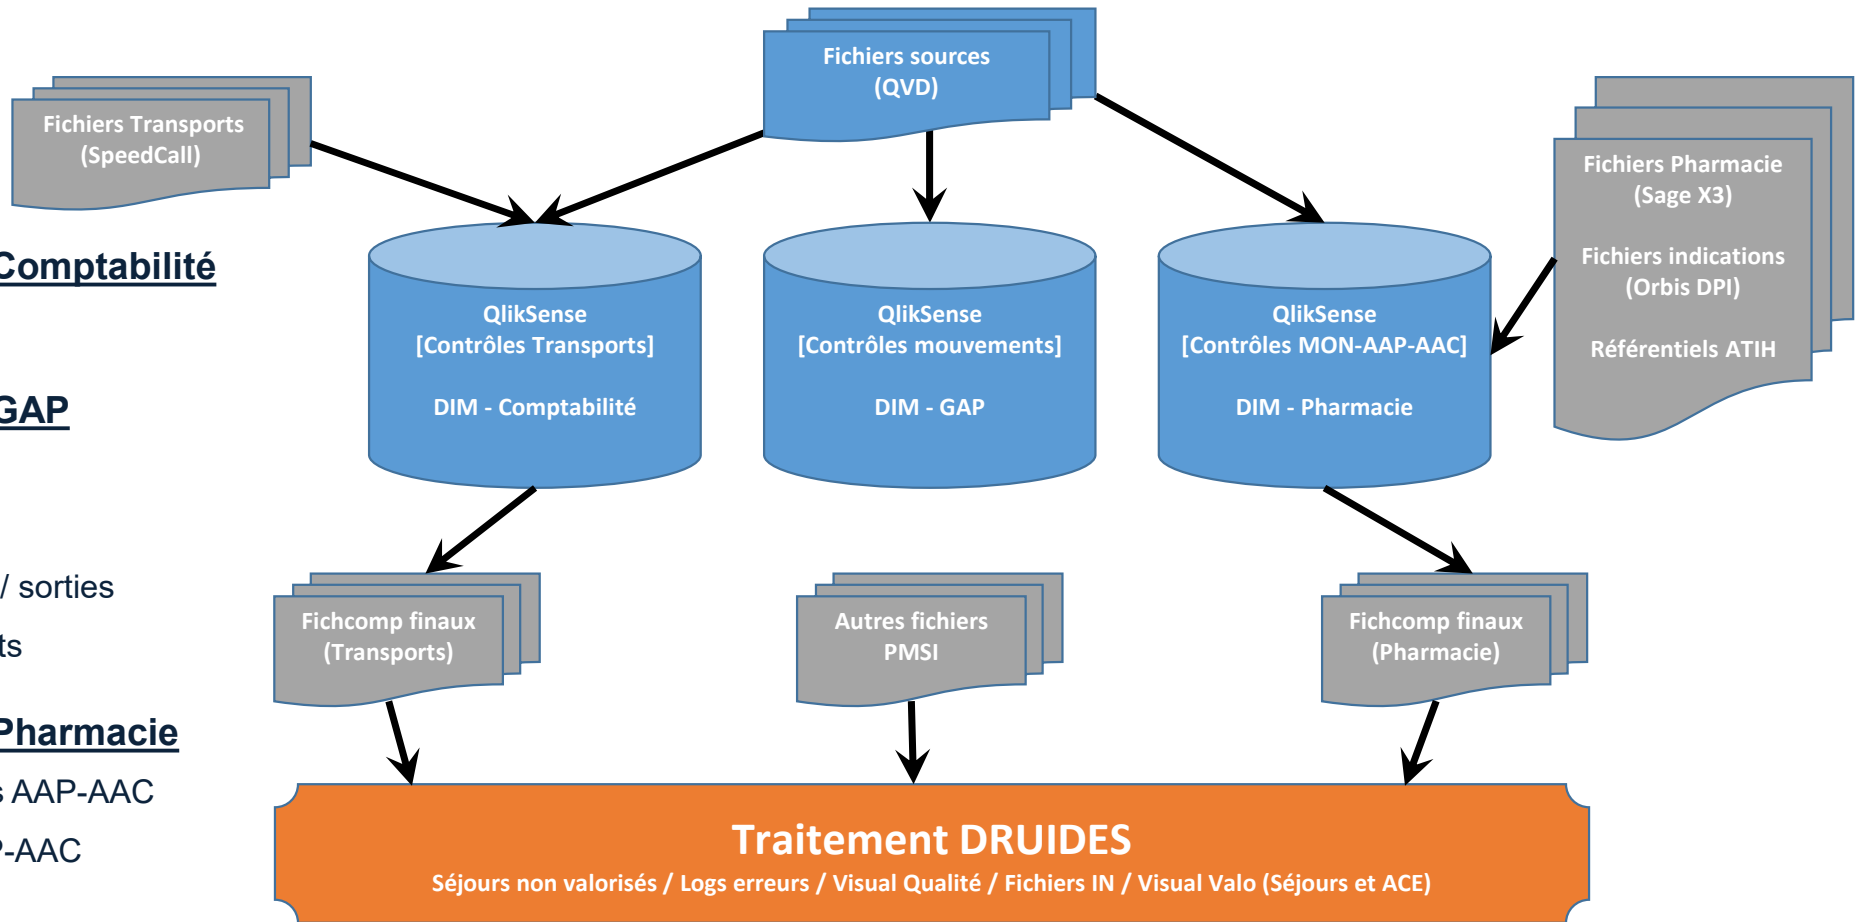 Fichiers sources
(QVD)
Fichiers Transports
(SpeedCall)
Fichiers Pharmacie
(Sage X3)
Fichiers indications
(Orbis DPI)
Référentiels ATIH
Comptabilité
GAP
/ sorties
ts
Pharmacie
s AAP-AAC
P-AAC
QlikSense
[Contrôles Transports]
DIM - Comptabilité
QlikSense
[Contrôles mouvements]
DIM - GAP
QlikSense
[Contrôles MON-AAP-AAC]
DIM - Pharmacie
Fichcomp finaux
(Transports)
Autres fichiers
PMSI
Fichcomp finaux
(Pharmacie)
Traitement DRUIDES
Séjours non valorisés / Logs erreurs / Visual Qualité / Fichiers IN / Visual Valo (Séjours et ACE)